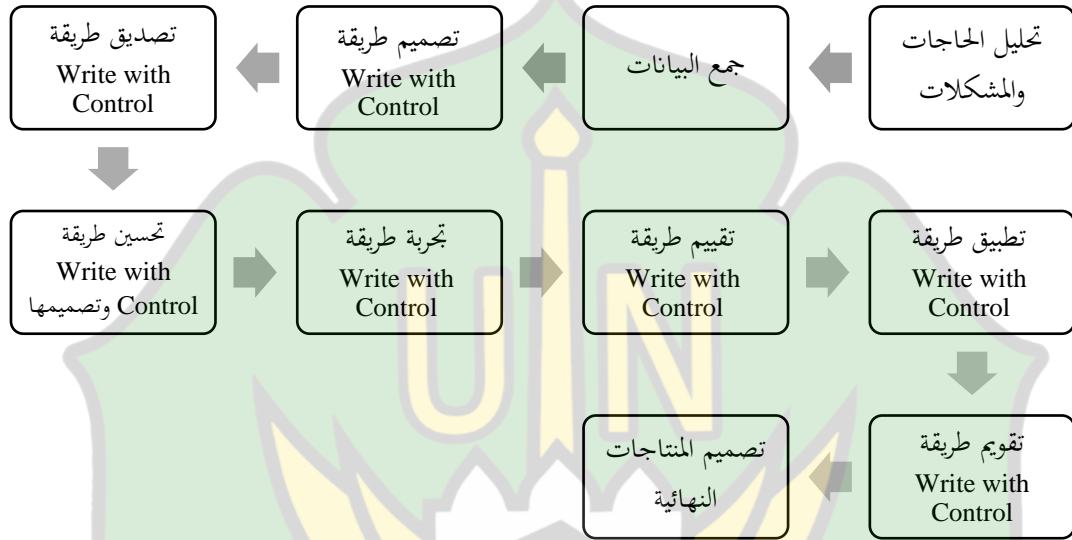 تحليل الحاجات
والمشكلات
جمع البيانات
تصميم طريقة
Write with
Control
تصديق طريقة
Write with
Control
تحسين طريقة
Write with
Control وتصميمها
تجربة طريقة
Write with
Control
تقييم طريقة
Write with
Control
تطبيق طريقة
Write with
Control
تقويم طريقة
Write with
Control
تصميم المنتاجات
النهائية
UIN